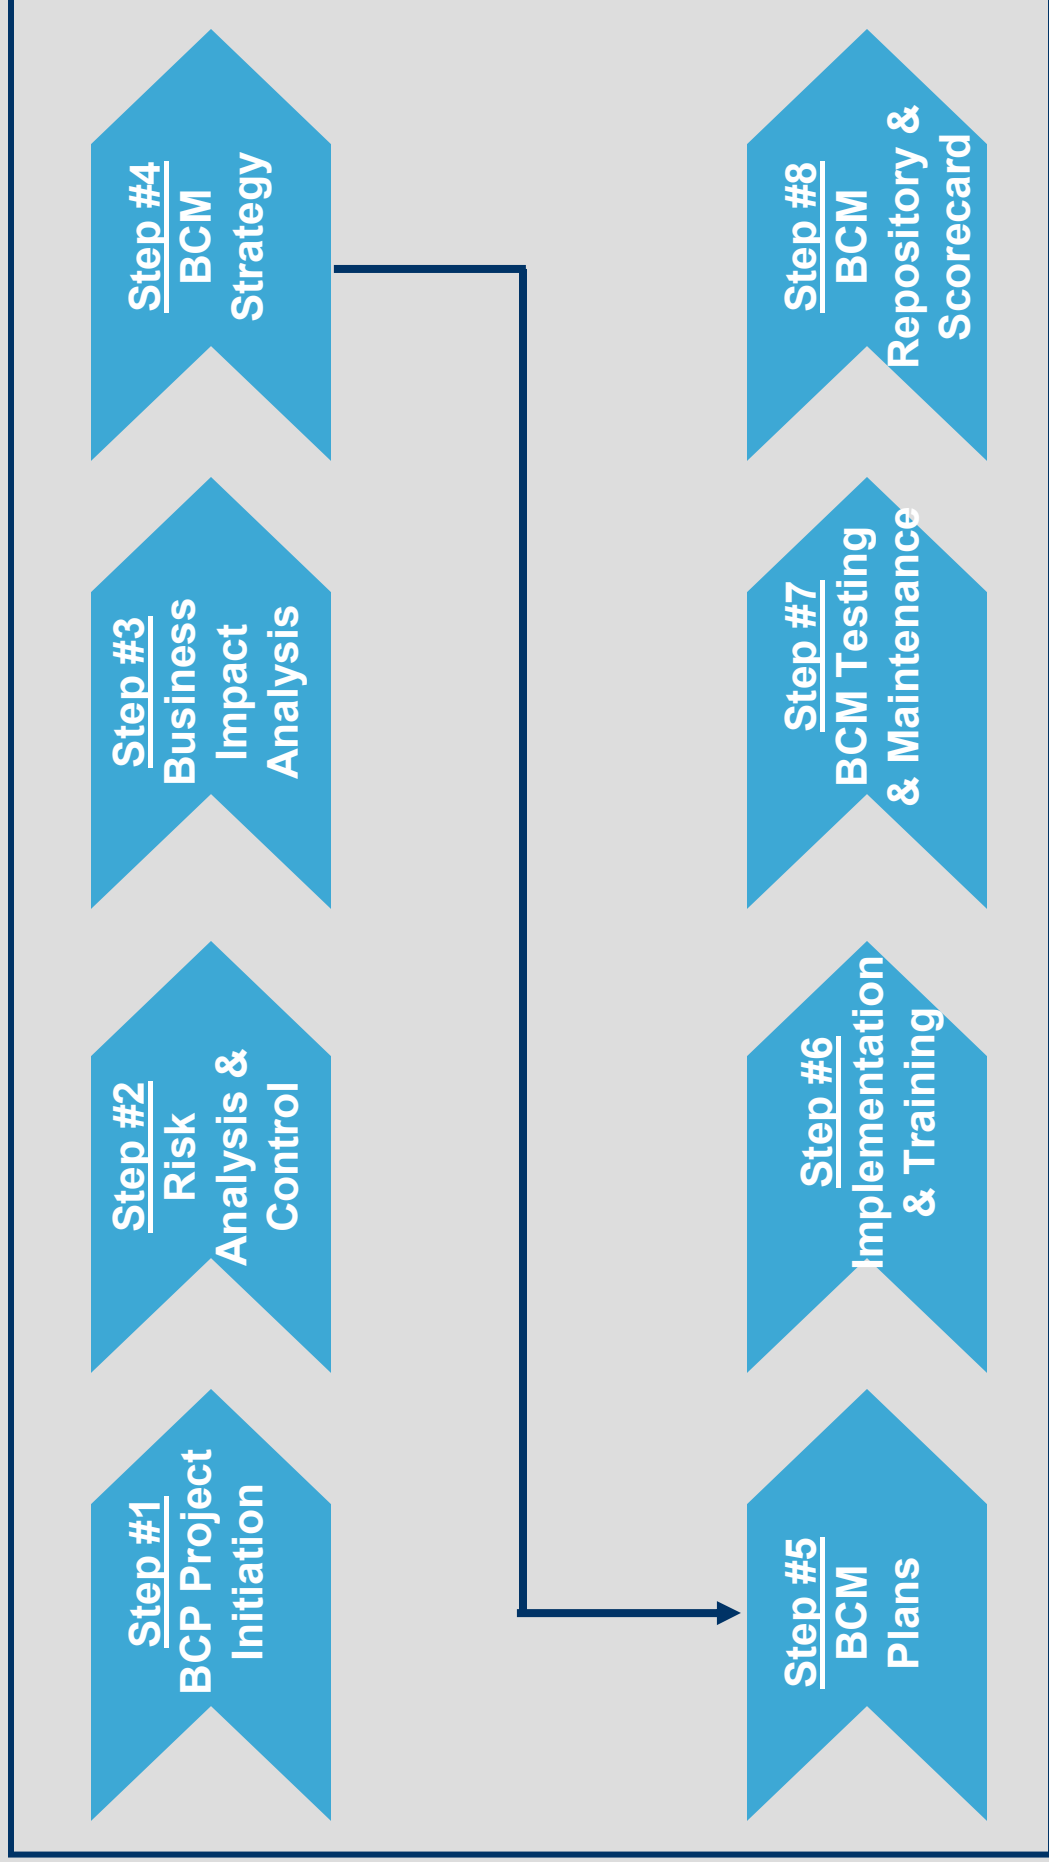 Step #1
BCP Project
Initiation
Step #2
Risk
Analysis &
Control
Step #3
Business
Impact
Analysis
Step #4
BCM
Strategy
Step #5
BCM
Plans
Step #6
Implementation
& Training
Step #7
BCM Testing
& Maintenance
Step #8
BCM
Repository &
Scorecard